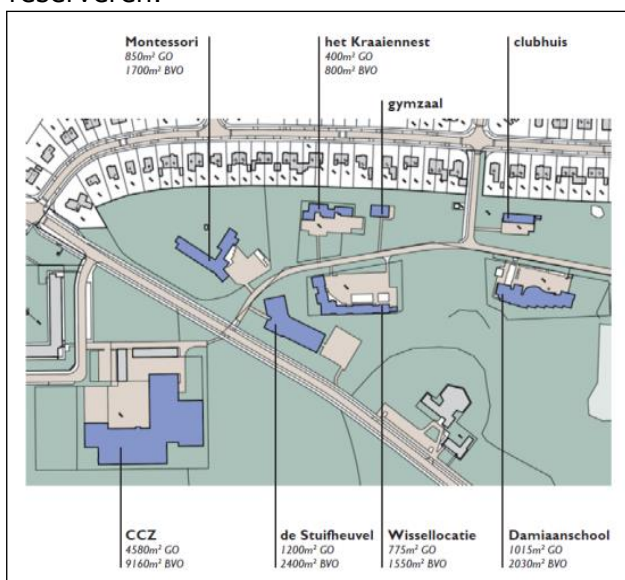 Montessori
850m² GO
1700m² BVO
het Kraaiennest
400m² GO
800m² BVO
clubhuis
gymzaal
CCZ
4580m² GO
9160m² BVO
de Stuifheuvel
1200m² GO
2400m² BVO
Wissellocatie
775m² GO
1550m² BVO
Damiaanschool
1015m² GO
2030m² BVO